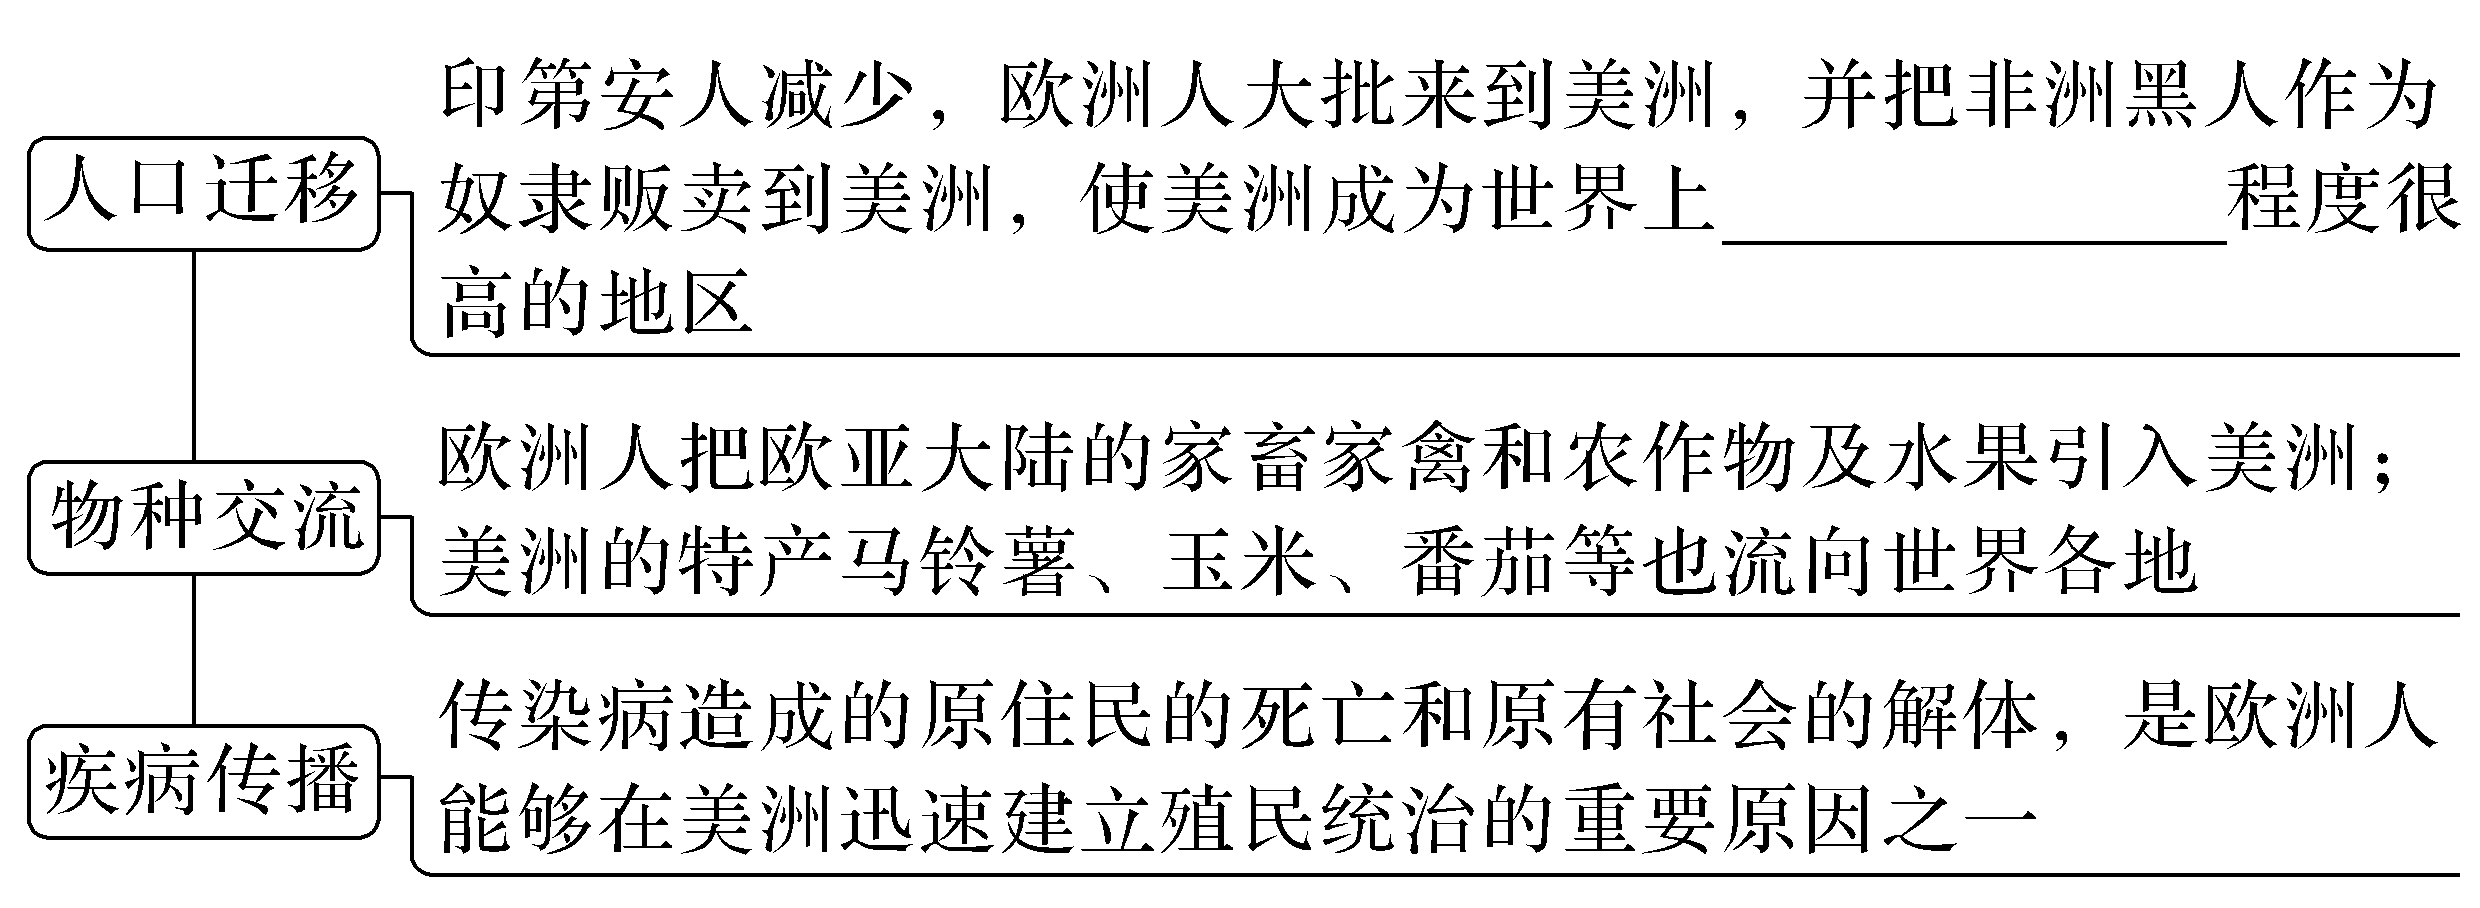 人口迁移
印第安人减少，欧洲人大批来到美洲，并把非洲黑人作为
奴隶贩卖到美洲，使美洲成为世界上____________程度很
高的地区
物种交流
欧洲人把欧亚大陆的家畜家禽和农作物及水果引入美洲；
美洲的特产马铃薯、玉米、番茄等也流向世界各地
疾病传播
传染病造成的原住民的死亡和原有社会的解体，是欧洲人
能够在美洲迅速建立殖民统治的重要原因之一